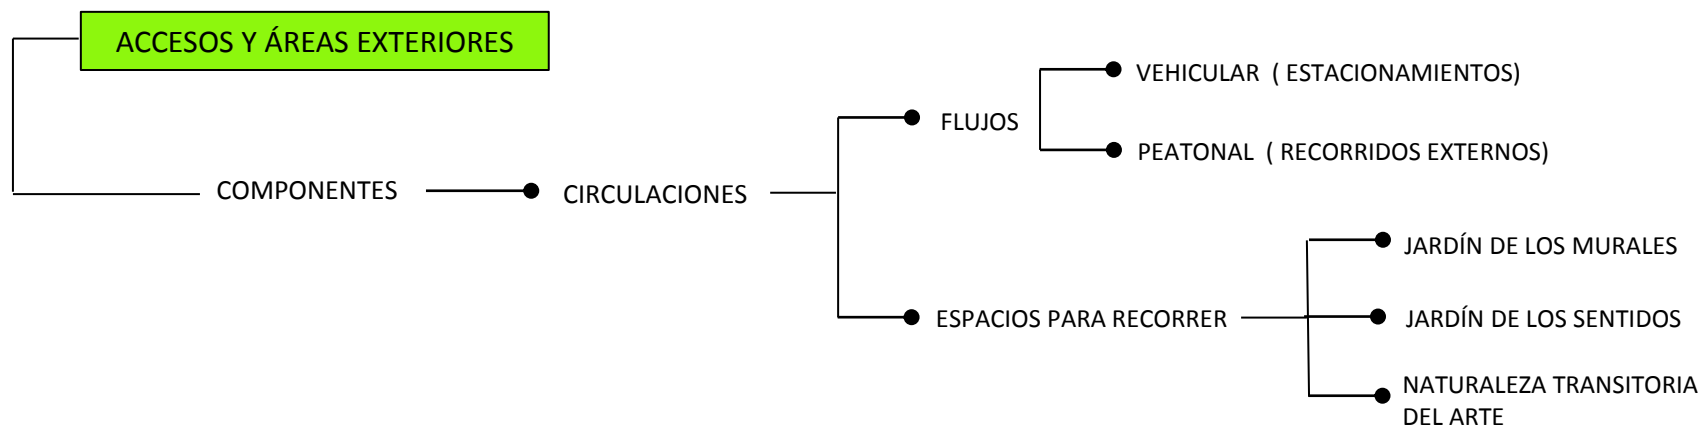 ACCESOS Y ÁREAS EXTERIORES
COMPONENTES
CIRCULACIONES
FLUJOS
VEHICULAR ( ESTACIONAMIENTOS)
PEATONAL ( RECORRIDOS EXTERNOS)
ESPACIOS PARA RECORRER
JARDÍN DE LOS MURALES
JARDÍN DE LOS SENTIDOS
NATURALEZA TRANSITORIA
DEL ARTE